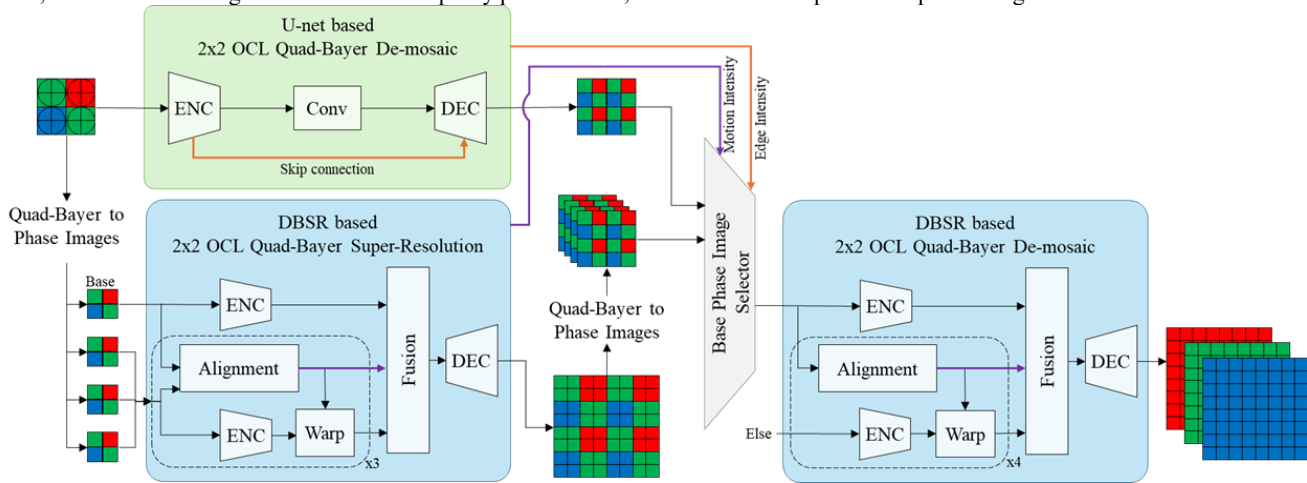 U-net based
2x2 OCL Quad-Bayer De-mosaic
ENC
Conv
DEC
Skip connection
Motion Intensity
Edge Intensity
Quad-Bayer to
Phase Images
Base
DBSR based
2x2 OCL Quad-Bayer Super-Resolution
ENC
Alignment
ENC
Warp
x3
Fusion
DEC
Quad-Bayer to
Phase Images
Base Phase Image
Selector
DBSR based
2x2 OCL Quad-Bayer De-mosaic
ENC
Alignment
Else
ENC
Warp
x4
Fusion
DEC